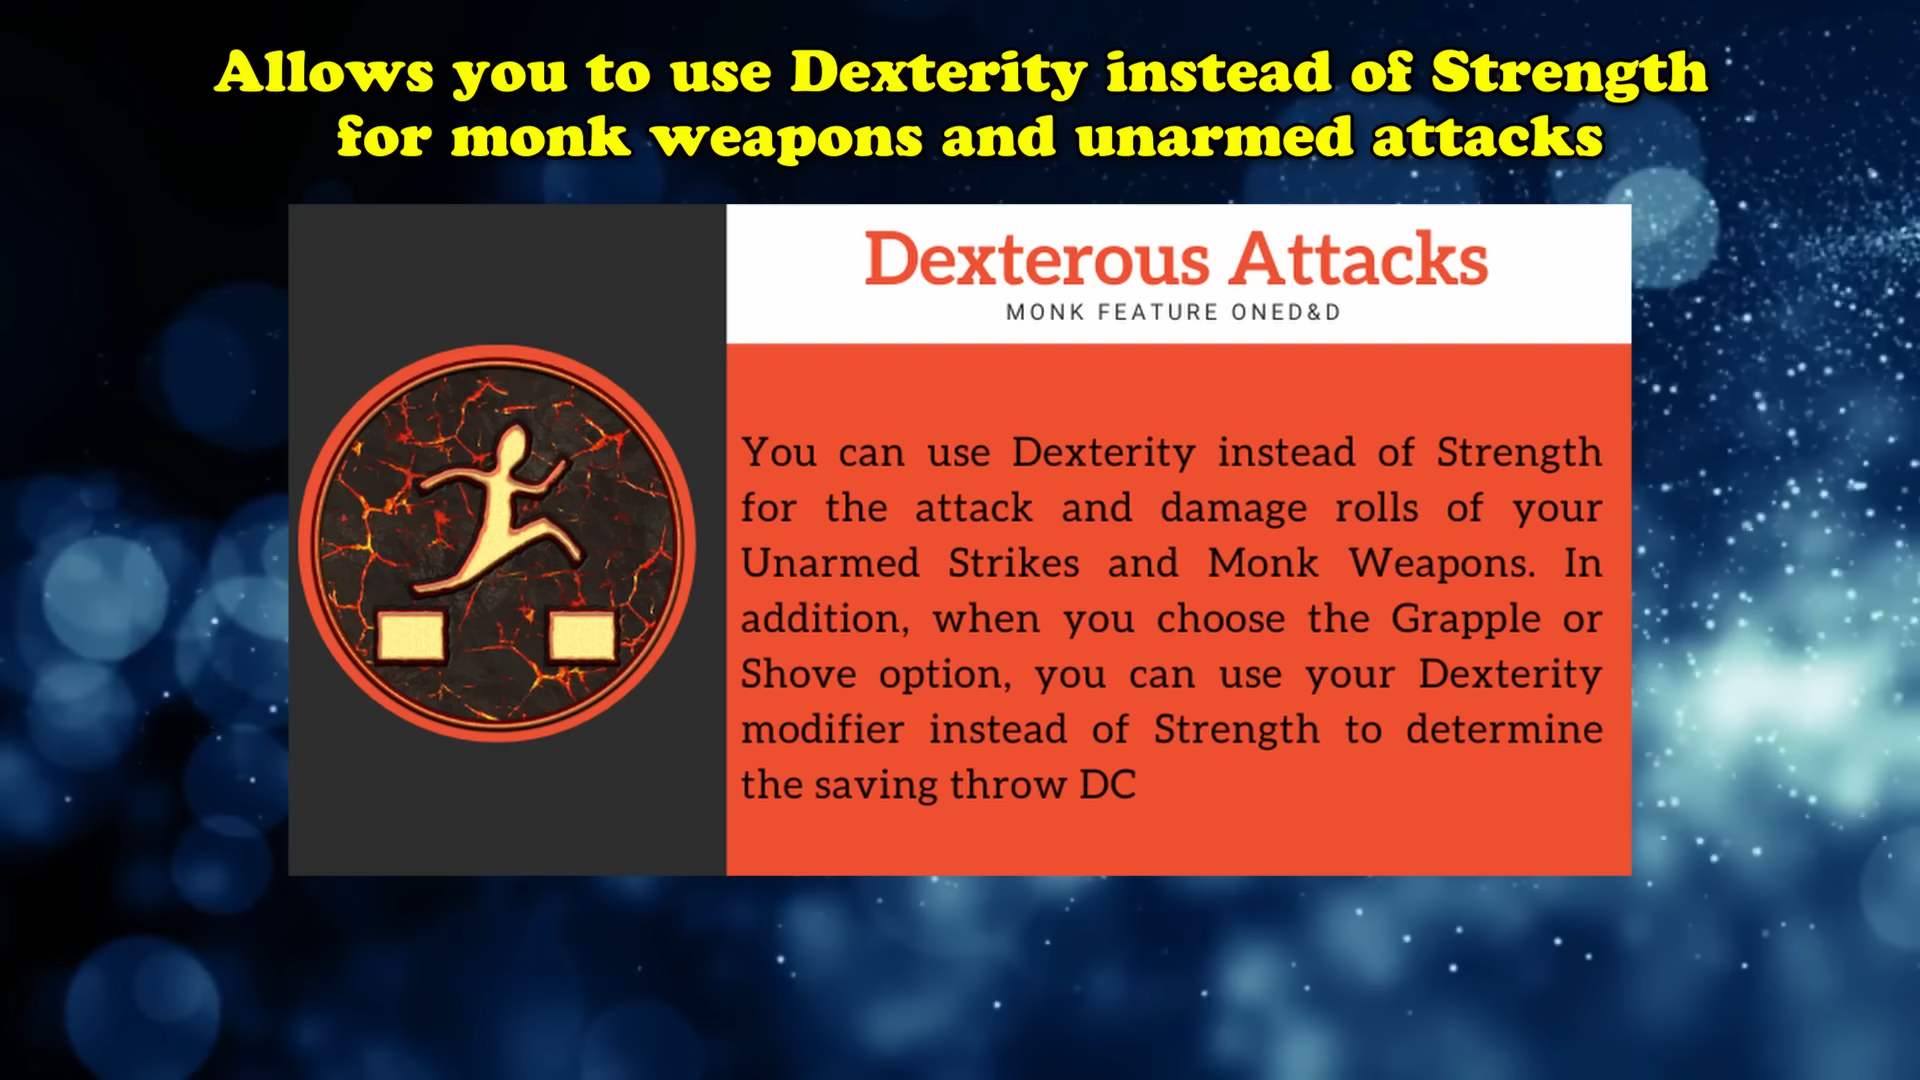 Allows you to use Dexterity instead of Strength
for monk weapons and unarmed attacks
Dexterous Attacks
MONK FEATURE ONED&D
You can use Dexterity instead of Strength
for the attack and damage rolls of your
Unarmed Strikes and Monk Weapons. In
addition, when you choose the Grapple or
Shove option, you can use your Dexterity
modifier instead of Strength to determine
the saving throw DC